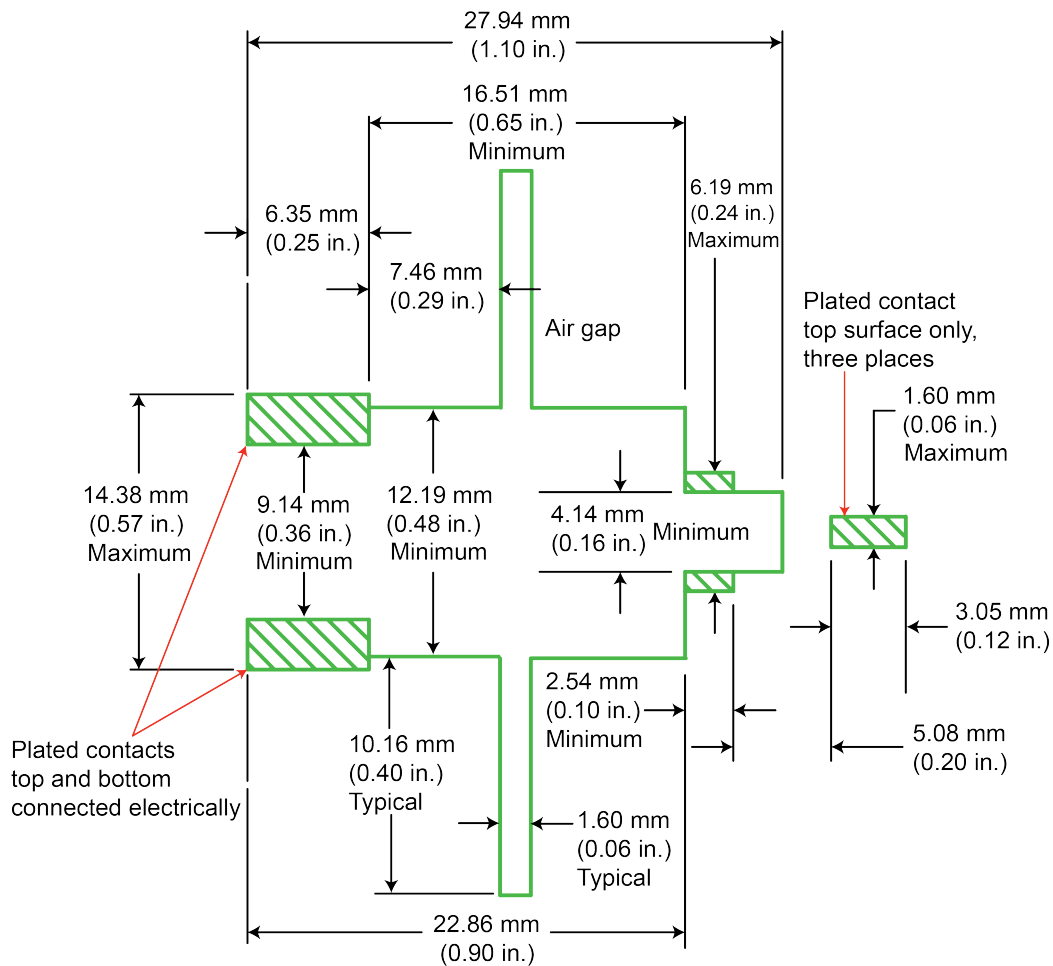 27.94 mm
(1.10 in.)
16.51 mm
(0.65 in.)
Minimum
6.19 mm
(0.24 in.)
Maximum
6.35 mm
(0.25 in.)
7.46 mm
(0.29 in.)
Air gap
Plated contact
top surface only,
three places
1.60 mm
(0.06 in.)
Maximum
14.38 mm
(0.57 in.)
Maximum
9.14 mm
(0.36 in.)
Minimum
12.19 mm
(0.48 in.)
Minimum
4.14 mm
(0.16 in.)
Minimum
3.05 mm
(0.12 in.)
2.54 mm
(0.10 in.)
Minimum
5.08 mm
(0.20 in.)
Plated contacts
top and bottom
connected electrically
10.16 mm
(0.40 in.)
Typical
1.60 mm
(0.06 in.)
Typical
22.86 mm
(0.90 in.)